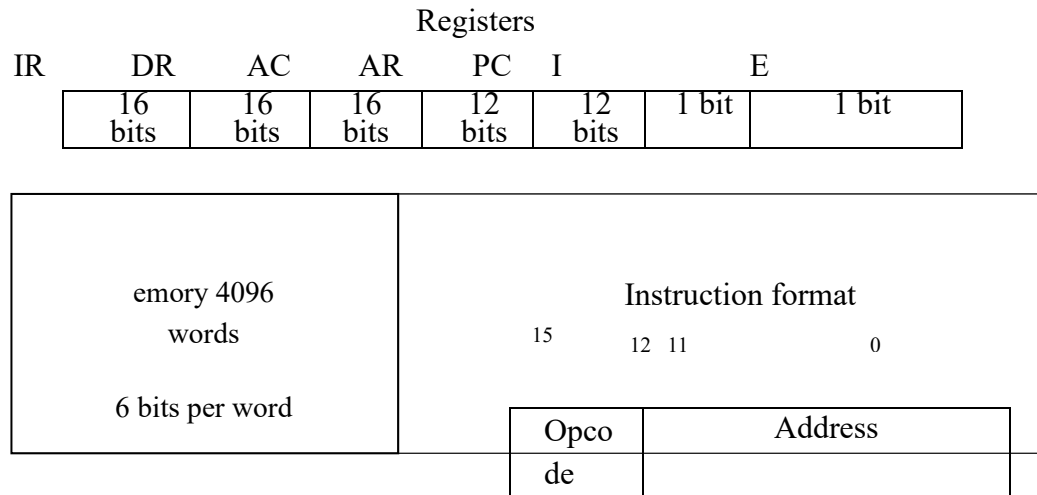 Registers
IR DR AC AR PC I E
16 bits 16 bits 16 bits 12 bits 12 bits 1 bit 1 bit
emory 4096
words
Instruction format
15 12 11 0
6 bits per word
Opco
de
Address